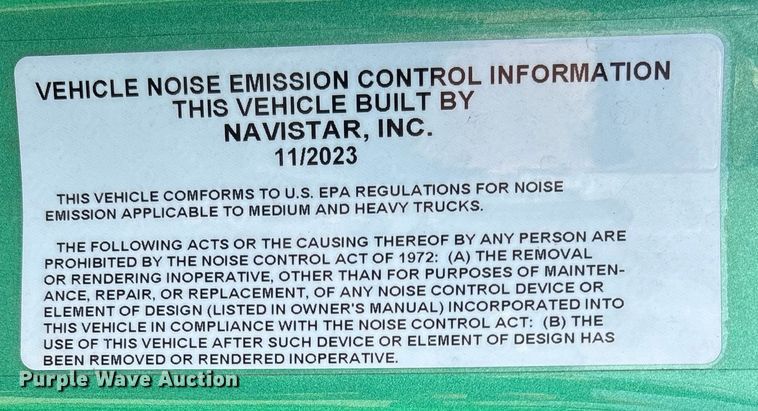 VEHICLE NOISE EMISSION CONTROL INFORMATION
THIS VEHICLE BUILT BY
NAVISTAR, INC.
11/2023
THIS VEHICLE COMFORMS TO U.S. EPA REGULATIONS FOR NOISE
EMISSION APPLICABLE TO MEDIUM AND HEAVY TRUCKS.
THE FOLLOWING ACTS OR THE CAUSING THEREOF BY ANY PERSON ARE
PROHIBITED BY THE NOISE CONTROL ACT OF 1972: (A) THE REMOVAL
OR RENDERING INOPERATIVE, OTHER THAN FOR PURPOSES OF MAINTEN-
ANCE, REPAIR, OR REPLACEMENT, OF ANY NOISE CONTROL DEVICE OR
ELEMENT OF DESIGN (LISTED IN OWNER'S MANUAL) INCORPORATED INTO
THIS VEHICLE IN COMPLIANCE WITH THE NOISE CONTROL ACT: (B) THE
USE OF THIS VEHICLE AFTER SUCH DEVICE OR ELEMENT OF DESIGN HAS
BEEN REMOVED OR RENDERED INOPERATIVE.
Purple Wave Auction